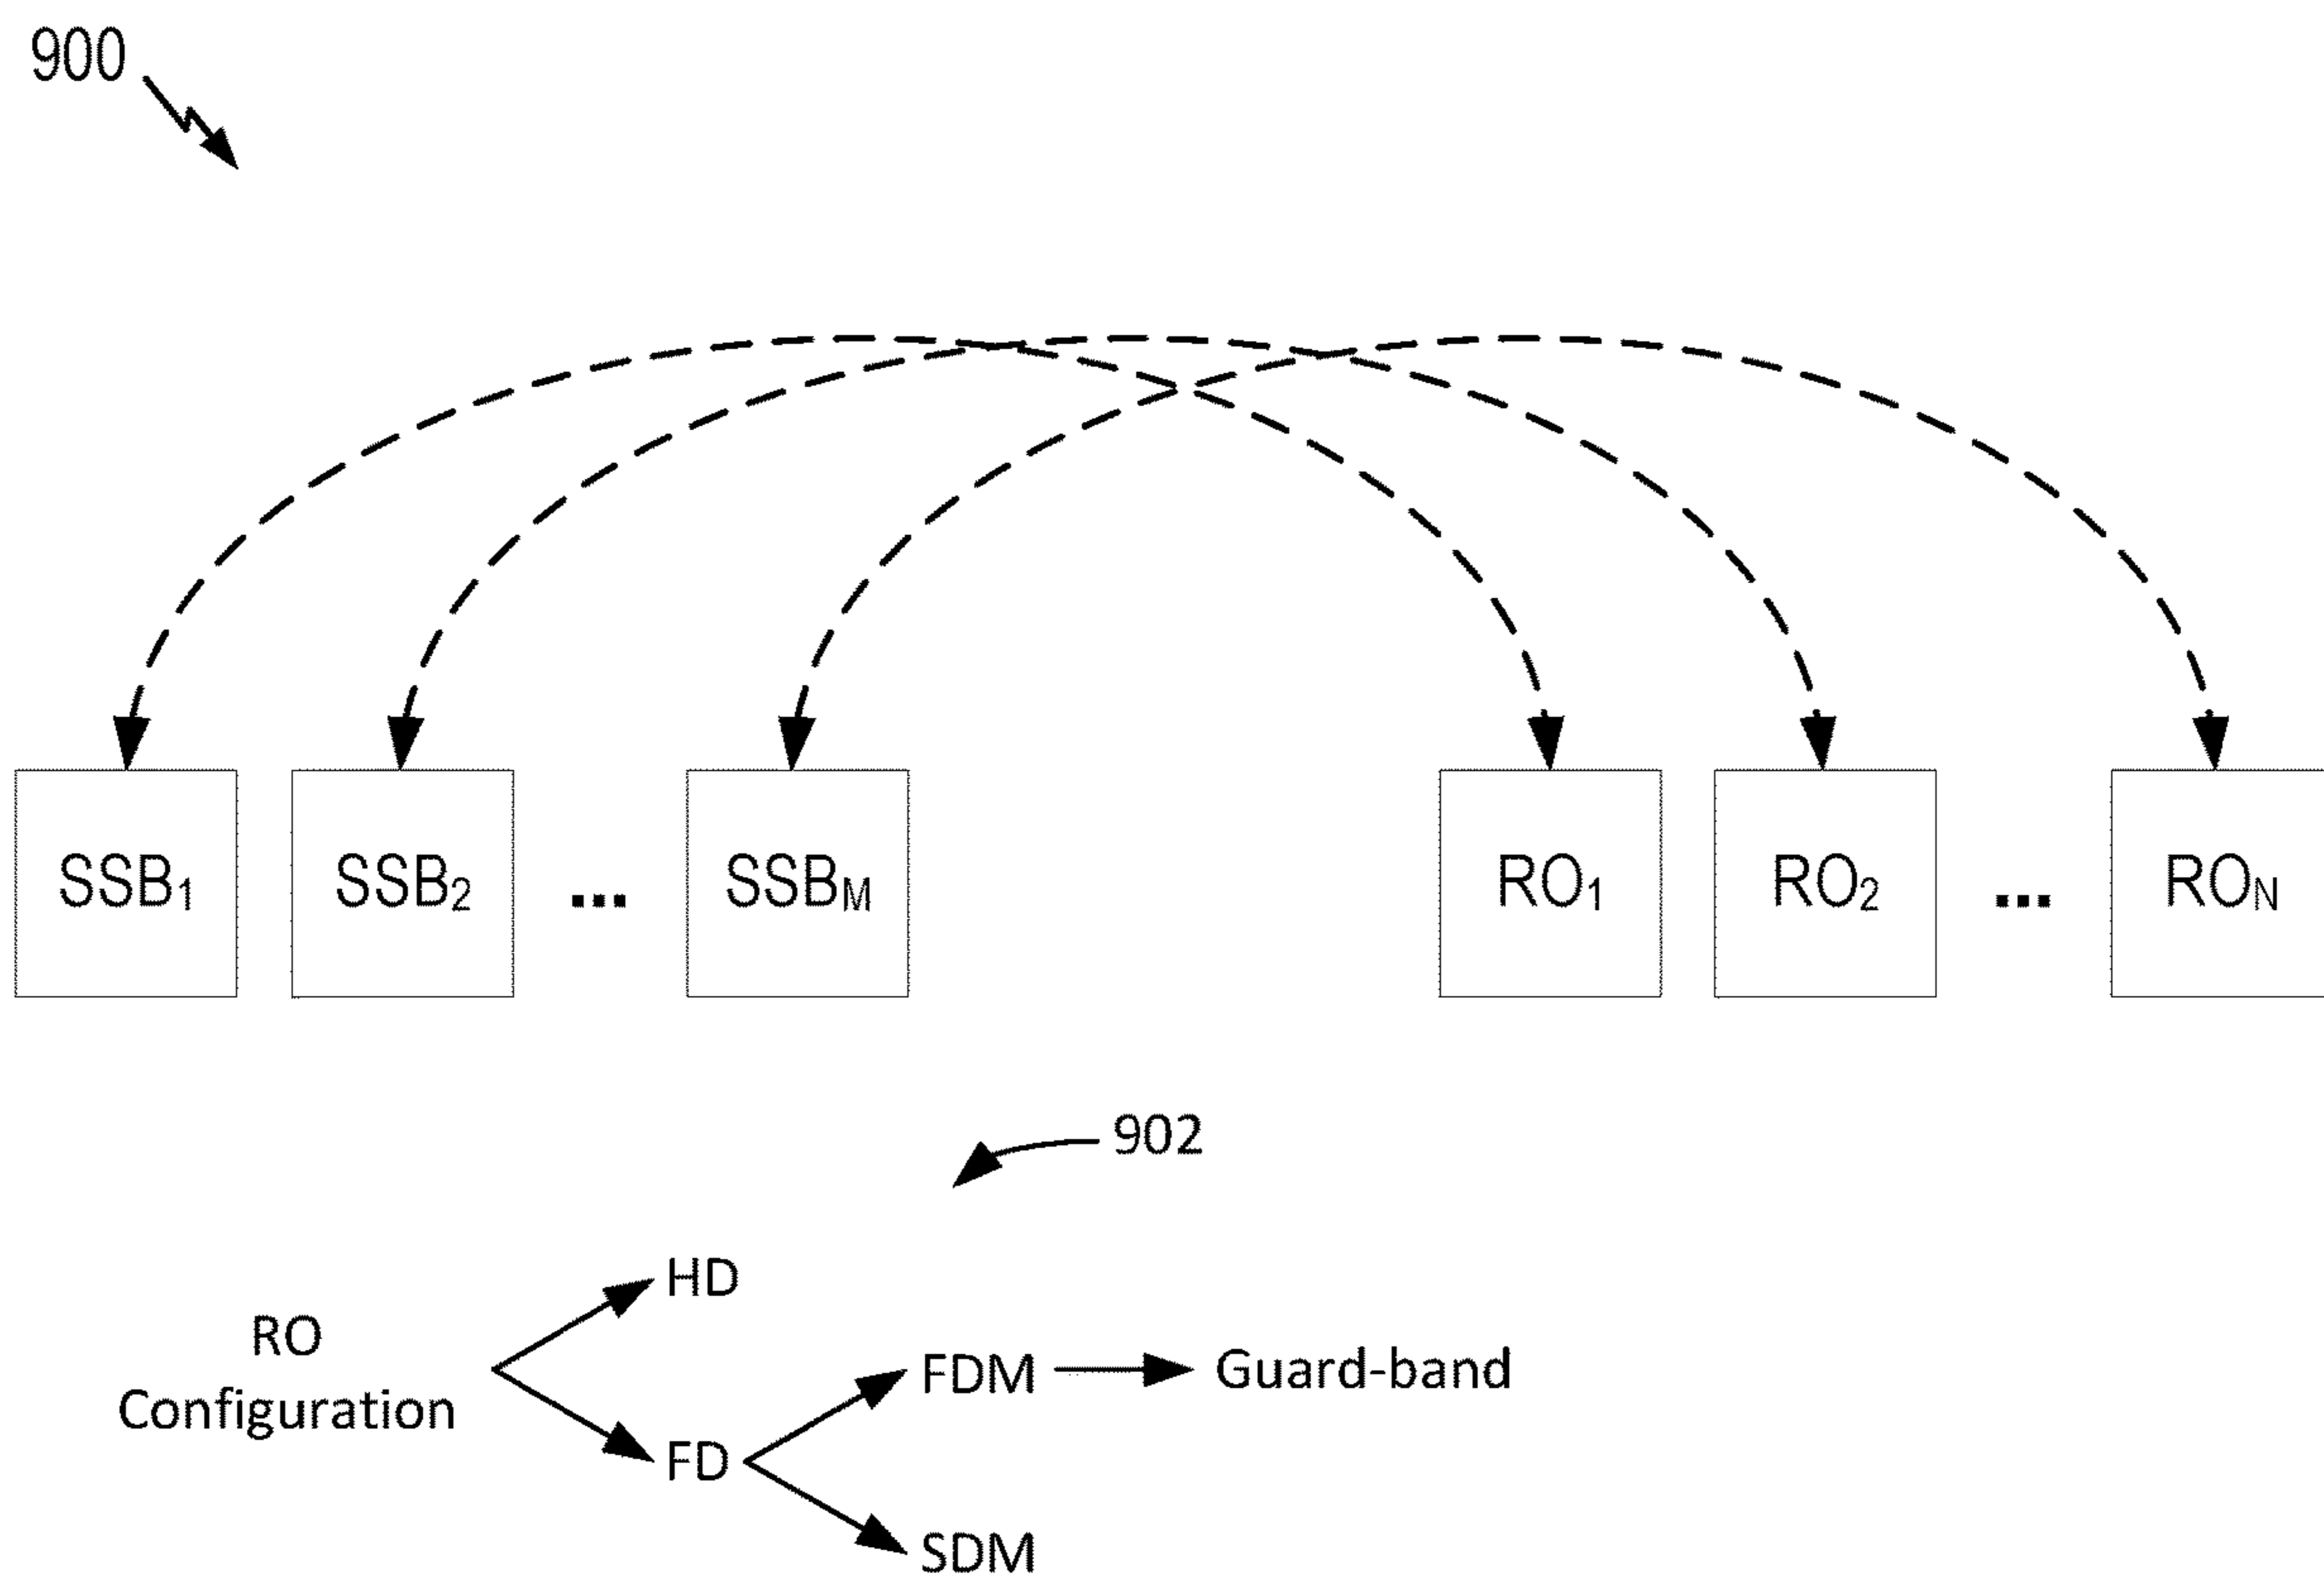 900
SSB1
SSB2
...
SSBM
RO1
RO2
...
RON
902
RO
Configuration
HD
FD
FDM
SDM
Guard-band